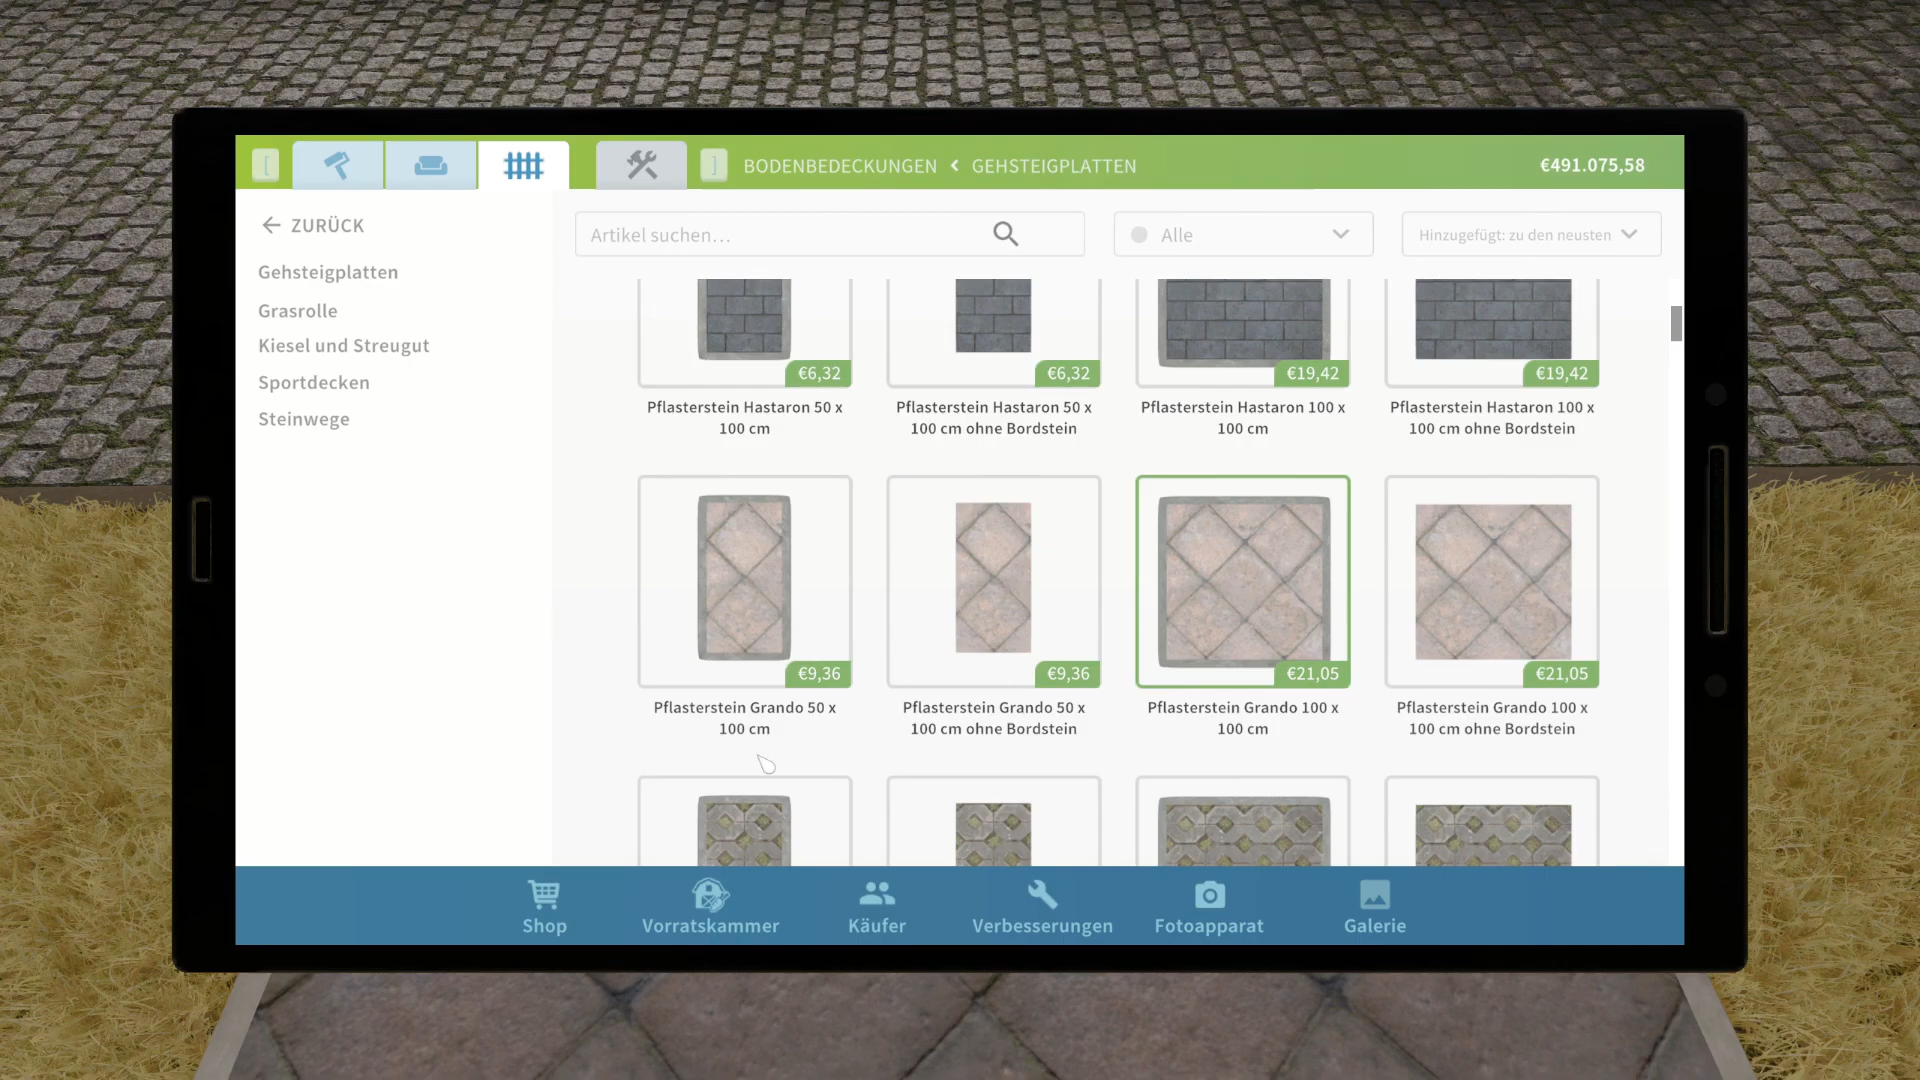 [
]
BODENBEDECKUNGEN < GEHSTEIGPLATTEN
€491.075,58
← ZURÜCK
Gehsteigplatten
Grasrolle
Kiesel und Streugut
Sportdecken
Steinwege
Artikel suchen...
Alle
Hinzugefügt: zu den neusten
€6,32
€6,32
€19,42
€19,42
Pflasterstein Hastaron 50 x
100 cm
Pflasterstein Hastaron 50 x
100 cm ohne Bordstein
Pflasterstein Hastaron 100 x
100 cm
Pflasterstein Hastaron 100 x
100 cm ohne Bordstein
€9,36
€9,36
€21,05
€21,05
Pflasterstein Grando 50 x
100 cm
Pflasterstein Grando 50 x
100 cm ohne Bordstein
Pflasterstein Grando 100 x
100 cm
Pflasterstein Grando 100 x
100 cm ohne Bordstein
Shop
Vorratskammer
Käufer
Verbesserungen
Fotoapparat
Galerie